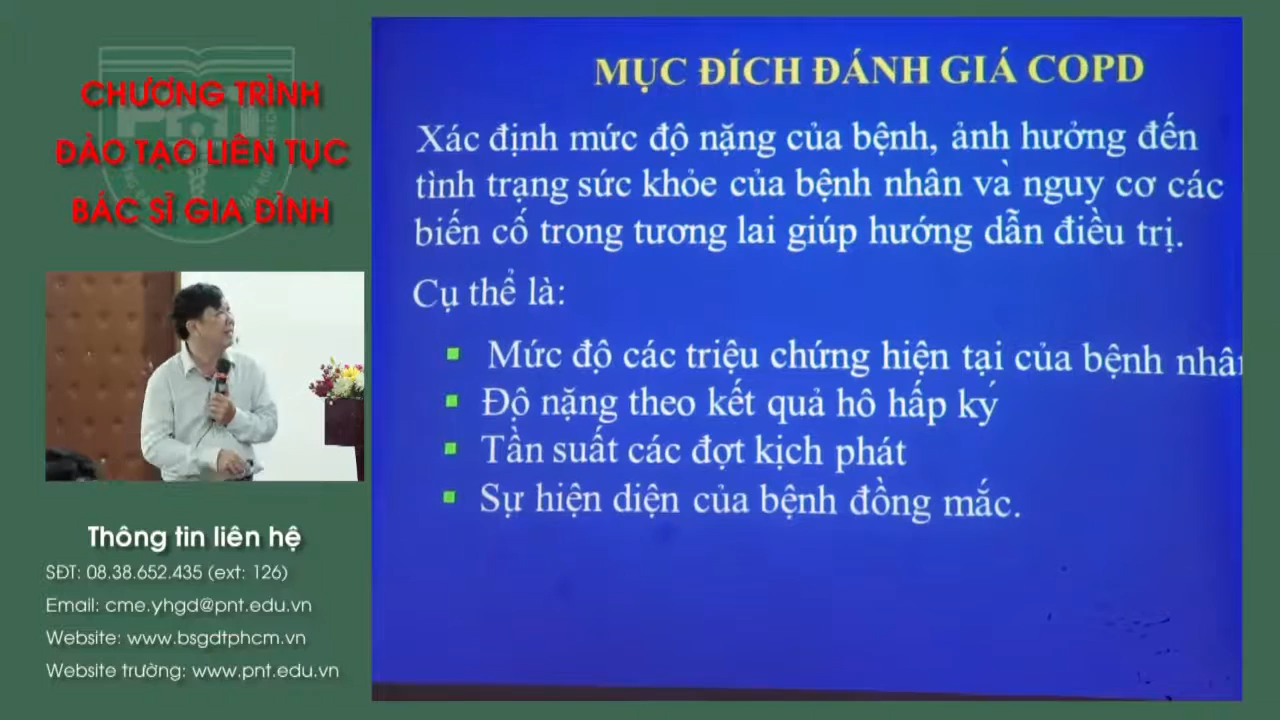 CHƯƠNG TRÌNH
ĐÀO TẠO LIÊN TỤC
BÁC SĨ GIA ĐÌNH
Thông tin liên hệ
SĐT: 08.38.652.435 (ext: 126)
Email: cme.yhgd@pnt.edu.vn
Website: www.bsgdtphcm.vn
Website trường: www.pnt.edu.vn
MỤC ĐÍCH ĐÁNH GIÁ COPD
Xác định mức độ nặng của bệnh, ảnh hưởng đến
tình trạng sức khỏe của bệnh nhân và nguy cơ các
biến cố trong tương lai giúp hướng dẫn điều trị.
Cụ thể là:
Mức độ các triệu chứng hiện tại của bệnh nhân
Độ nặng theo kết quả hô hấp ký
Tần suất các đợt kịch phát
Sự hiện diện của bệnh đồng mắc.